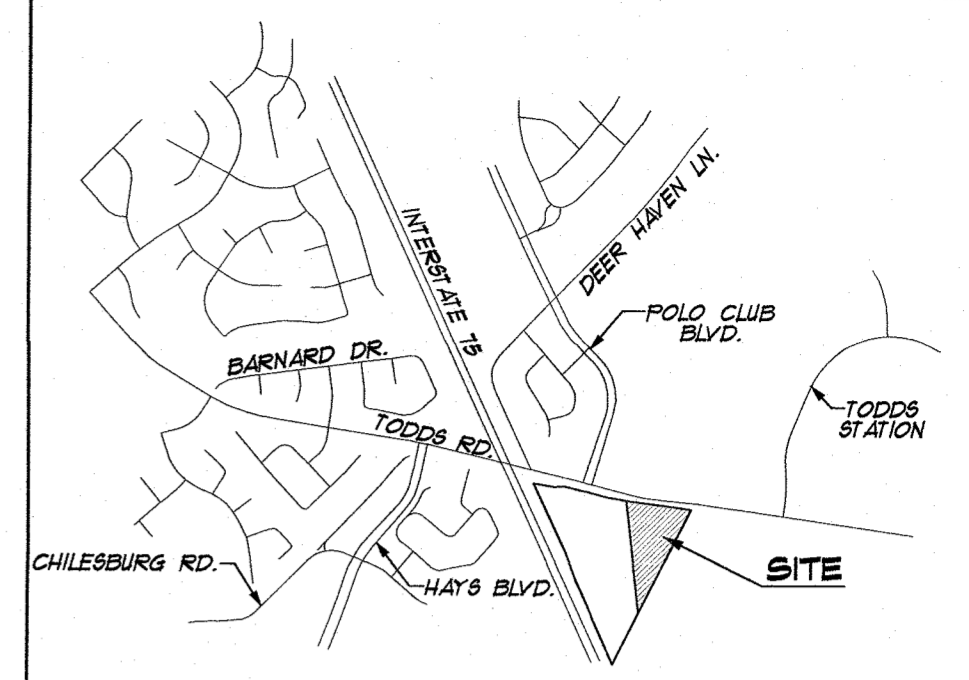 INTERSTATE 75
DEER HAVEN LN.
POLO CLUB
BLVD.
BARNARD DR.
TODDS RD.
TODDS
STATION
CHILESBURG RD.
HAYS BLVD.
SITE